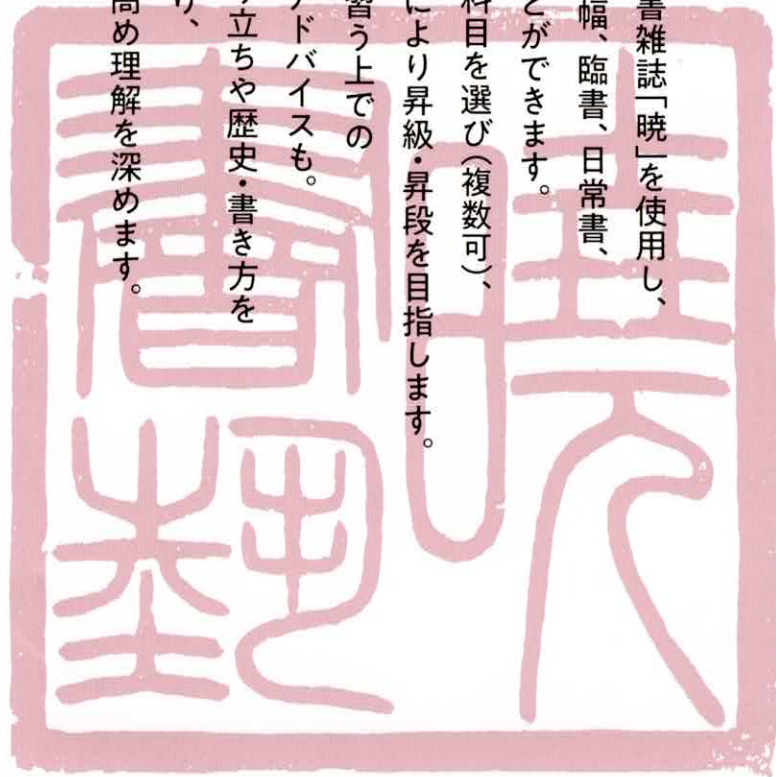 書雑誌「暁」を使用し、
幅、臨書、日常書、
とができます。
科目を選び(複数可)、
により昇級・昇段を目指します。
習う上での
ドバイスも。
立ちや歴史・書き方を
り、
高め理解を深めます。
暁書藝